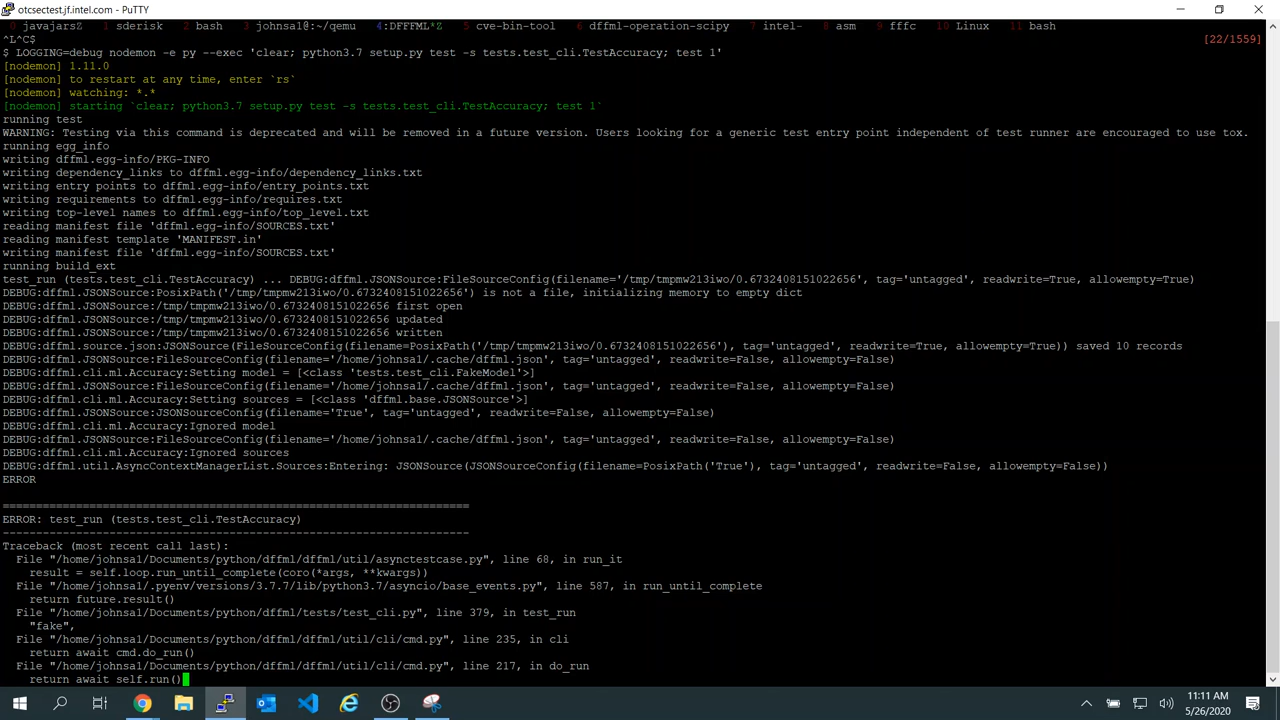 otcsectest.jf.intel.com - PuTTY
0 javajarsZ 1 sderisk 2 bash 3 johnsa1@:~/qemu 4:DFFFML*Z 5 cve-bin-tool 6 dffml-operation-scipy 7 intel- 8 asm 9 fffc 10 Linux 11 bash
^L^C$
[22/1559]
$ LOGGING=debug nodemon -e py --exec 'clear; python3.7 setup.py test -s tests.test_cli.TestAccuracy; test 1'
[nodemon] 1.11.0
[nodemon] to restart at any time, enter `rs`
[nodemon] watching: *.*
[nodemon] starting `clear; python3.7 setup.py test -s tests.test_cli.TestAccuracy; test 1`
running test
WARNING: Testing via this command is deprecated and will be removed in a future version. Users looking for a generic test entry point independent of test runner are encouraged to use tox.
running egg_info
writing dffml.egg-info/PKG-INFO
writing dependency_links to dffml.egg-info/dependency_links.txt
writing entry points to dffml.egg-info/entry_points.txt
writing requirements to dffml.egg-info/requires.txt
writing top-level names to dffml.egg-info/top_level.txt
reading manifest file 'dffml.egg-info/SOURCES.txt'
reading manifest template 'MANIFEST.in'
writing manifest file 'dffml.egg-info/SOURCES.txt'
running build_ext
test_run (tests.test_cli.TestAccuracy) ... DEBUG:dffml.JSONSource:FileSourceConfig(filename='/tmp/tmpmw213iwo/0.6732408151022656', tag='untagged', readwrite=True, allowempty=True)
DEBUG:dffml.JSONSource:PosixPath('/tmp/tmpmw213iwo/0.6732408151022656') is not a file, initializing memory to empty dict
DEBUG:dffml.JSONSource:/tmp/tmpmw213iwo/0.6732408151022656 first open
DEBUG:dffml.JSONSource:/tmp/tmpmw213iwo/0.6732408151022656 updated
DEBUG:dffml.JSONSource:/tmp/tmpmw213iwo/0.6732408151022656 written
DEBUG:dffml.source.json:JSONSource(FileSourceConfig(filename=PosixPath('/tmp/tmpmw213iwo/0.6732408151022656'), tag='untagged', readwrite=True, allowempty=True)) saved 10 records
DEBUG:dffml.JSONSource:FileSourceConfig(filename='/home/johnsa1/.cache/dffml.json', tag='untagged', readwrite=False, allowempty=False)
DEBUG:dffml.cli.ml.Accuracy:Setting model = [<class 'tests.test_cli.FakeModel'>]
DEBUG:dffml.JSONSource:FileSourceConfig(filename='/home/johnsa1/.cache/dffml.json', tag='untagged', readwrite=False, allowempty=False)
DEBUG:dffml.cli.ml.Accuracy:Setting sources = [<class 'dffml.base.JSONSource'>]
DEBUG:dffml.JSONSource:JSONSourceConfig(filename='True', tag='untagged', readwrite=False, allowempty=False)
DEBUG:dffml.cli.ml.Accuracy:Ignored model
DEBUG:dffml.JSONSource:FileSourceConfig(filename='/home/johnsa1/.cache/dffml.json', tag='untagged', readwrite=False, allowempty=False)
DEBUG:dffml.cli.ml.Accuracy:Ignored sources
DEBUG:dffml.util.AsyncContextManagerList.Sources:Entering: JSONSource(JSONSourceConfig(filename=PosixPath('True'), tag='untagged', readwrite=False, allowempty=False))
ERROR
======================================================================
ERROR: test_run (tests.test_cli.TestAccuracy)
----------------------------------------------------------------------
Traceback (most recent call last):
File "/home/johnsa1/Documents/python/dffml/dffml/util/asynctestcase.py", line 68, in run_it
result = self.loop.run_until_complete(coro(*args, **kwargs))
File "/home/johnsa1/.pyenv/versions/3.7.7/lib/python3.7/asyncio/base_events.py", line 587, in run_until_complete
return future.result()
File "/home/johnsa1/Documents/python/dffml/tests/test_cli.py", line 379, in test_run
"fake",
File "/home/johnsa1/Documents/python/dffml/dffml/util/cli/cmd.py", line 235, in cli
return await cmd.do_run()
File "/home/johnsa1/Documents/python/dffml/dffml/util/cli/cmd.py", line 217, in do_run
return await self.run()
11:11 AM
5/26/2020